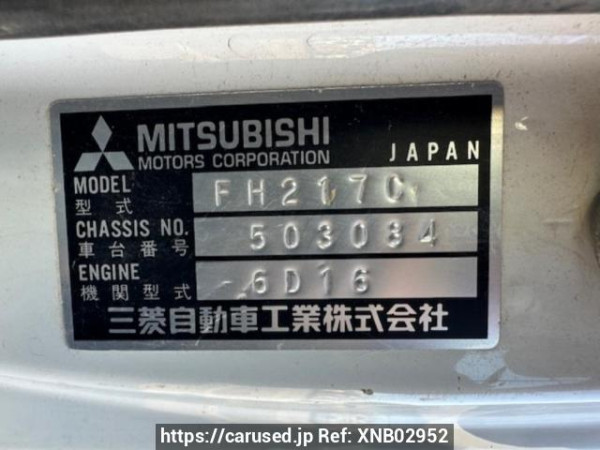 MITSUBISHI
MOTORS CORPORATION JAPAN
MODEL FH217C
型式
CHASSIS NO. 503084
車台番号
ENGINE 6D16
機関型式
三菱自動車工業株式会社
https://carused.jp Ref: XNB02952